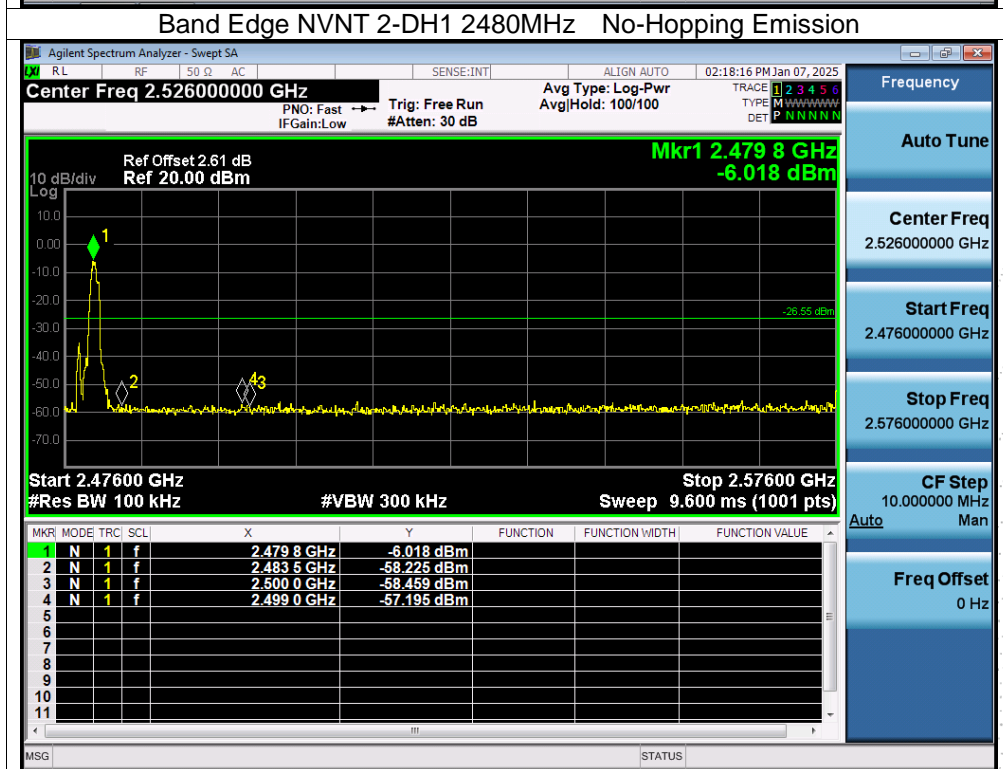 Band Edge NVNT 2-DH1 2480MHz No-Hopping Emission
Agilent Spectrum Analyzer - Swept SA
LXI RL RF 50 Ω AC SENSE:INT ALIGN AUTO 02:18:16 PM Jan 07, 2025
Center Freq 2.526000000 GHz
PNO: Fast
IFGain:Low
Trig: Free Run
#Atten: 30 dB
Avg Type: Log-Pwr
Avg|Hold: 100/100
TRACE 1 2 3 4 5 6
TYPE M WWWWW
DET P N N N N N
Frequency
Auto Tune
Center Freq
2.526000000 GHz
Start Freq
2.476000000 GHz
Stop Freq
2.576000000 GHz
CF Step
10.000000 MHz
Auto Man
Freq Offset
0 Hz
Mkr1 2.479 8 GHz
-6.018 dBm
Ref Offset 2.61 dB
Ref 20.00 dBm
10 dB/div
Log
10.0
0.00
-10.0
-20.0
-30.0
-40.0
-50.0
-60.0
-70.0
1
2
4
3
-26.55 dBm
Start 2.47600 GHz Stop 2.57600 GHz
#Res BW 100 kHz #VBW 300 kHz Sweep 9.600 ms (1001 pts)
MKR MODE TRC SCL X Y FUNCTION FUNCTION WIDTH FUNCTION VALUE
1 N 1 f 2.479 8 GHz -6.018 dBm
2 N 1 f 2.483 5 GHz -58.225 dBm
3 N 1 f 2.500 0 GHz -58.459 dBm
4 N 1 f 2.499 0 GHz -57.195 dBm
5
6
7
8
9
10
11
MSG STATUS